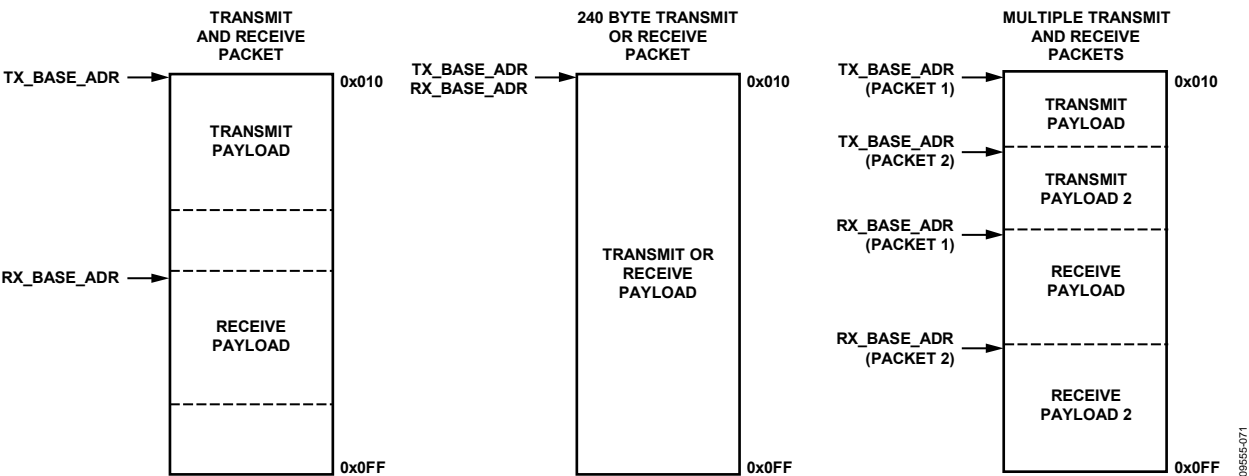 TRANSMIT
AND RECEIVE
PACKET
TX_BASE_ADR
0x010
TRANSMIT
PAYLOAD
RX_BASE_ADR
RECEIVE
PAYLOAD
0x0FF
240 BYTE TRANSMIT
OR RECEIVE
PACKET
TX_BASE_ADR
RX_BASE_ADR
0x010
TRANSMIT OR
RECEIVE
PAYLOAD
0x0FF
MULTIPLE TRANSMIT
AND RECEIVE
PACKETS
TX_BASE_ADR
(PACKET 1)
0x010
TRANSMIT
PAYLOAD
TX_BASE_ADR
(PACKET 2)
TRANSMIT
PAYLOAD 2
RX_BASE_ADR
(PACKET 1)
RECEIVE
PAYLOAD
RX_BASE_ADR
(PACKET 2)
RECEIVE
PAYLOAD 2
0x0FF
09555-071